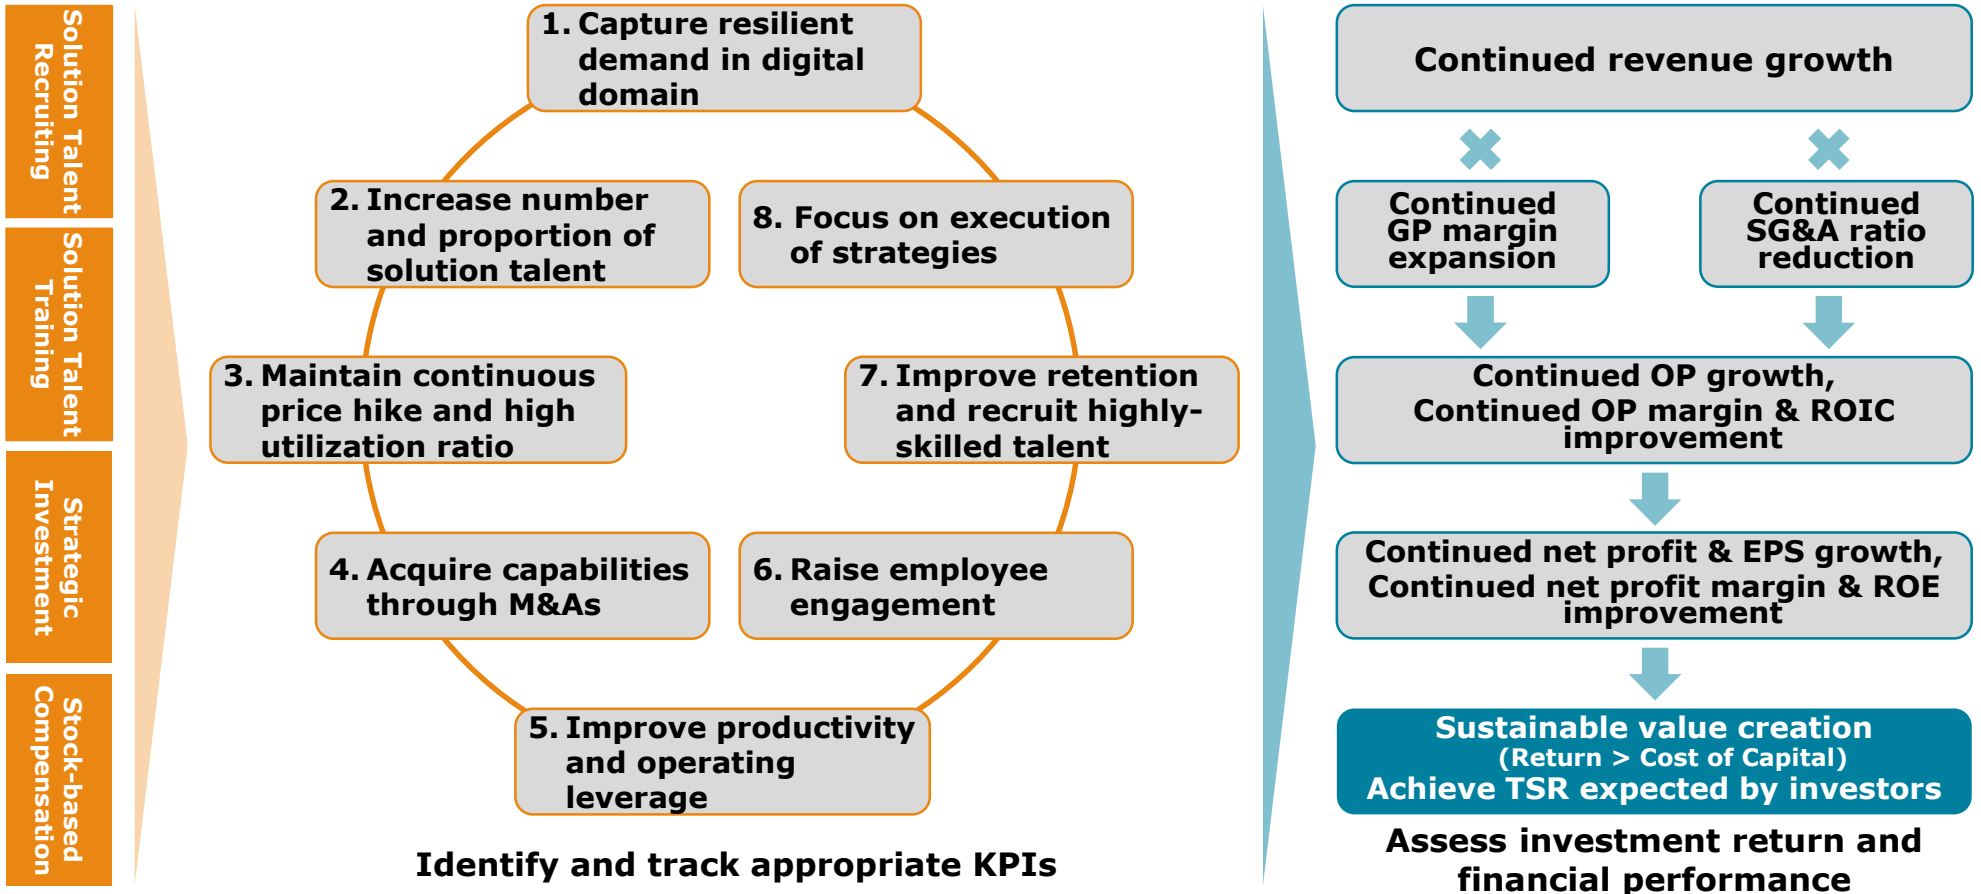 Solution Talent
Recruiting
Solution Talent
Training
Strategic
Investment
Stock-based
Compensation
1. Capture resilient
demand in digital
domain
2. Increase number
and proportion of
solution talent
3. Maintain continuous
price hike and high
utilization ratio
4. Acquire capabilities
through M&As
5. Improve productivity
and operating
leverage
6. Raise employee
engagement
7. Improve retention
and recruit highly-
skilled talent
8. Focus on execution
of strategies
Identify and track appropriate KPIs
Continued revenue growth
Continued
GP margin
expansion
Continued
SG&A ratio
reduction
Continued OP growth,
Continued OP margin & ROIC
improvement
Continued net profit & EPS growth,
Continued net profit margin & ROE
improvement
Sustainable value creation
(Return > Cost of Capital)
Achieve TSR expected by investors
Assess investment return and
financial performance